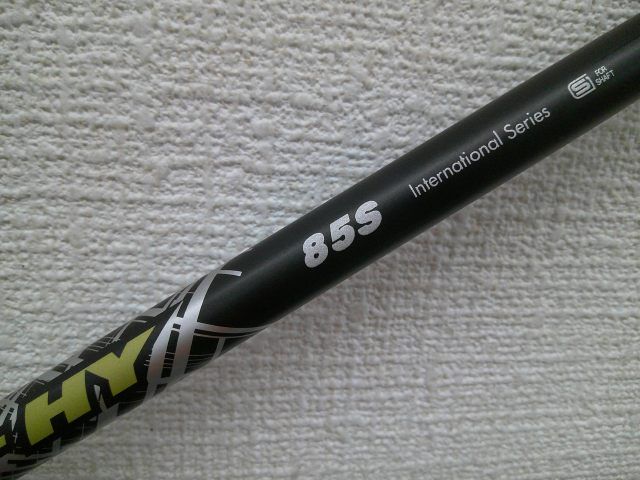 HY
85S
International Series
FOR
SHAFT